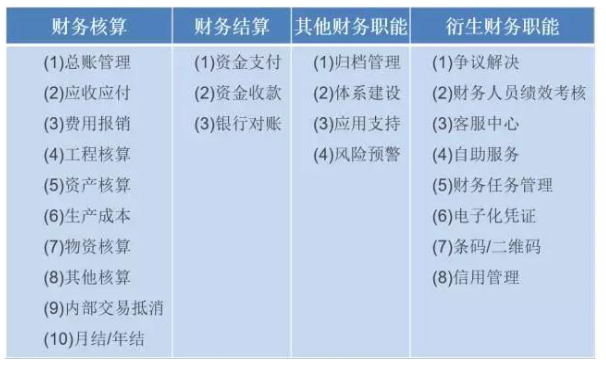 财务核算
(1)总账管理
(2)应收应付
(3)费用报销
(4)工程核算
(5)资产核算
(6)生产成本
(7)物资核算
(8)其他核算
(9)内部交易抵消
(10)月结/年结
财务结算
(1)资金支付
(2)资金收款
(3)银行对账
其他财务职能
(1)归档管理
(2)体系建设
(3)应用支持
(4)风险预警
衍生财务职能
(1)争议解决
(2)财务人员绩效考核
(3)客服中心
(4)自助服务
(5)财务任务管理
(6)电子化凭证
(7)条码/二维码
(8)信用管理